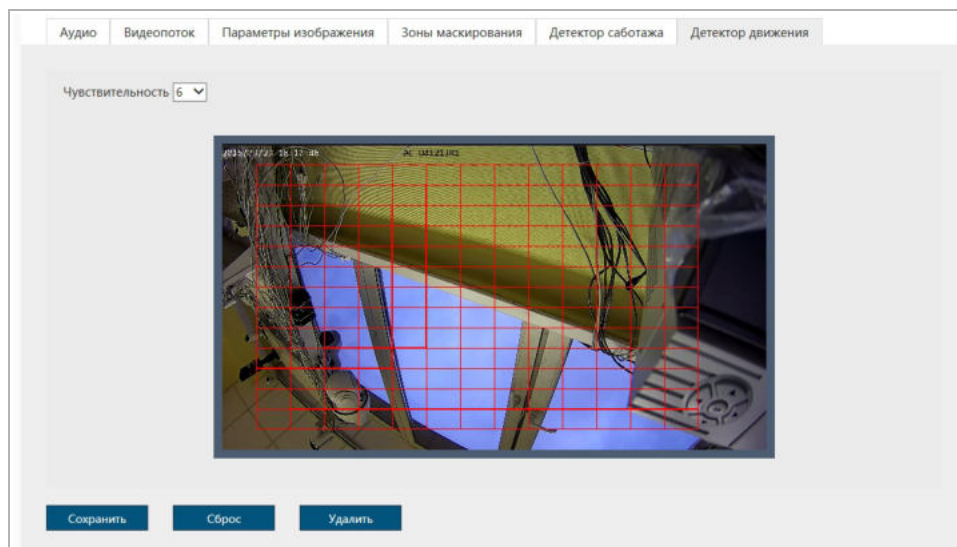 Аудио
Видеопоток
Параметры изображения
Зоны маскирования
Детектор саботажа
Детектор движения
Чувствительность 6
Сохранить
Сброс
Удалить